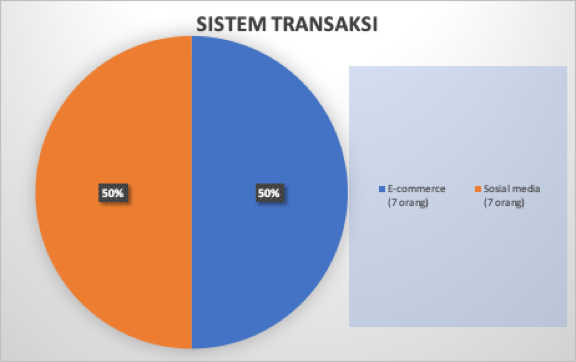 SISTEM TRANSAKSI
50%
50%
E-commerce
(7 orang)
Sosial media
(7 orang)